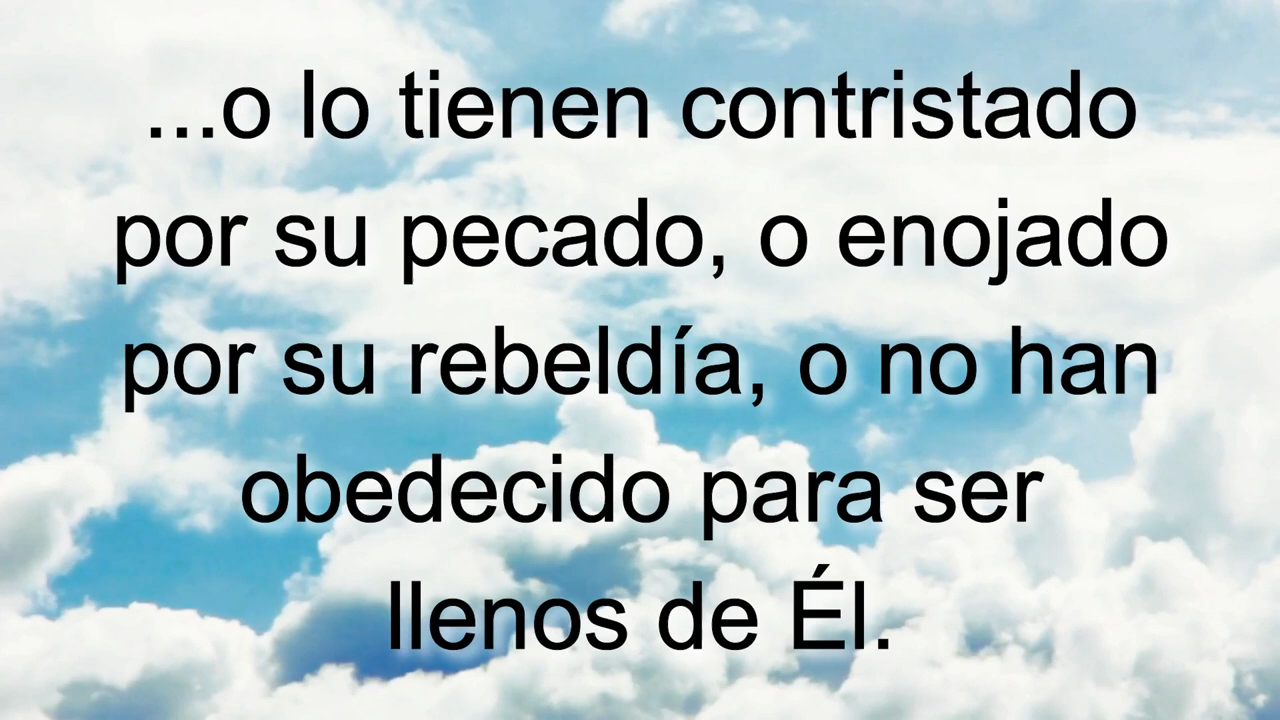 ...o lo tienen contristado
por su pecado, o enojado
por su rebeldía, o no han
obedecido para ser
llenos de Él.